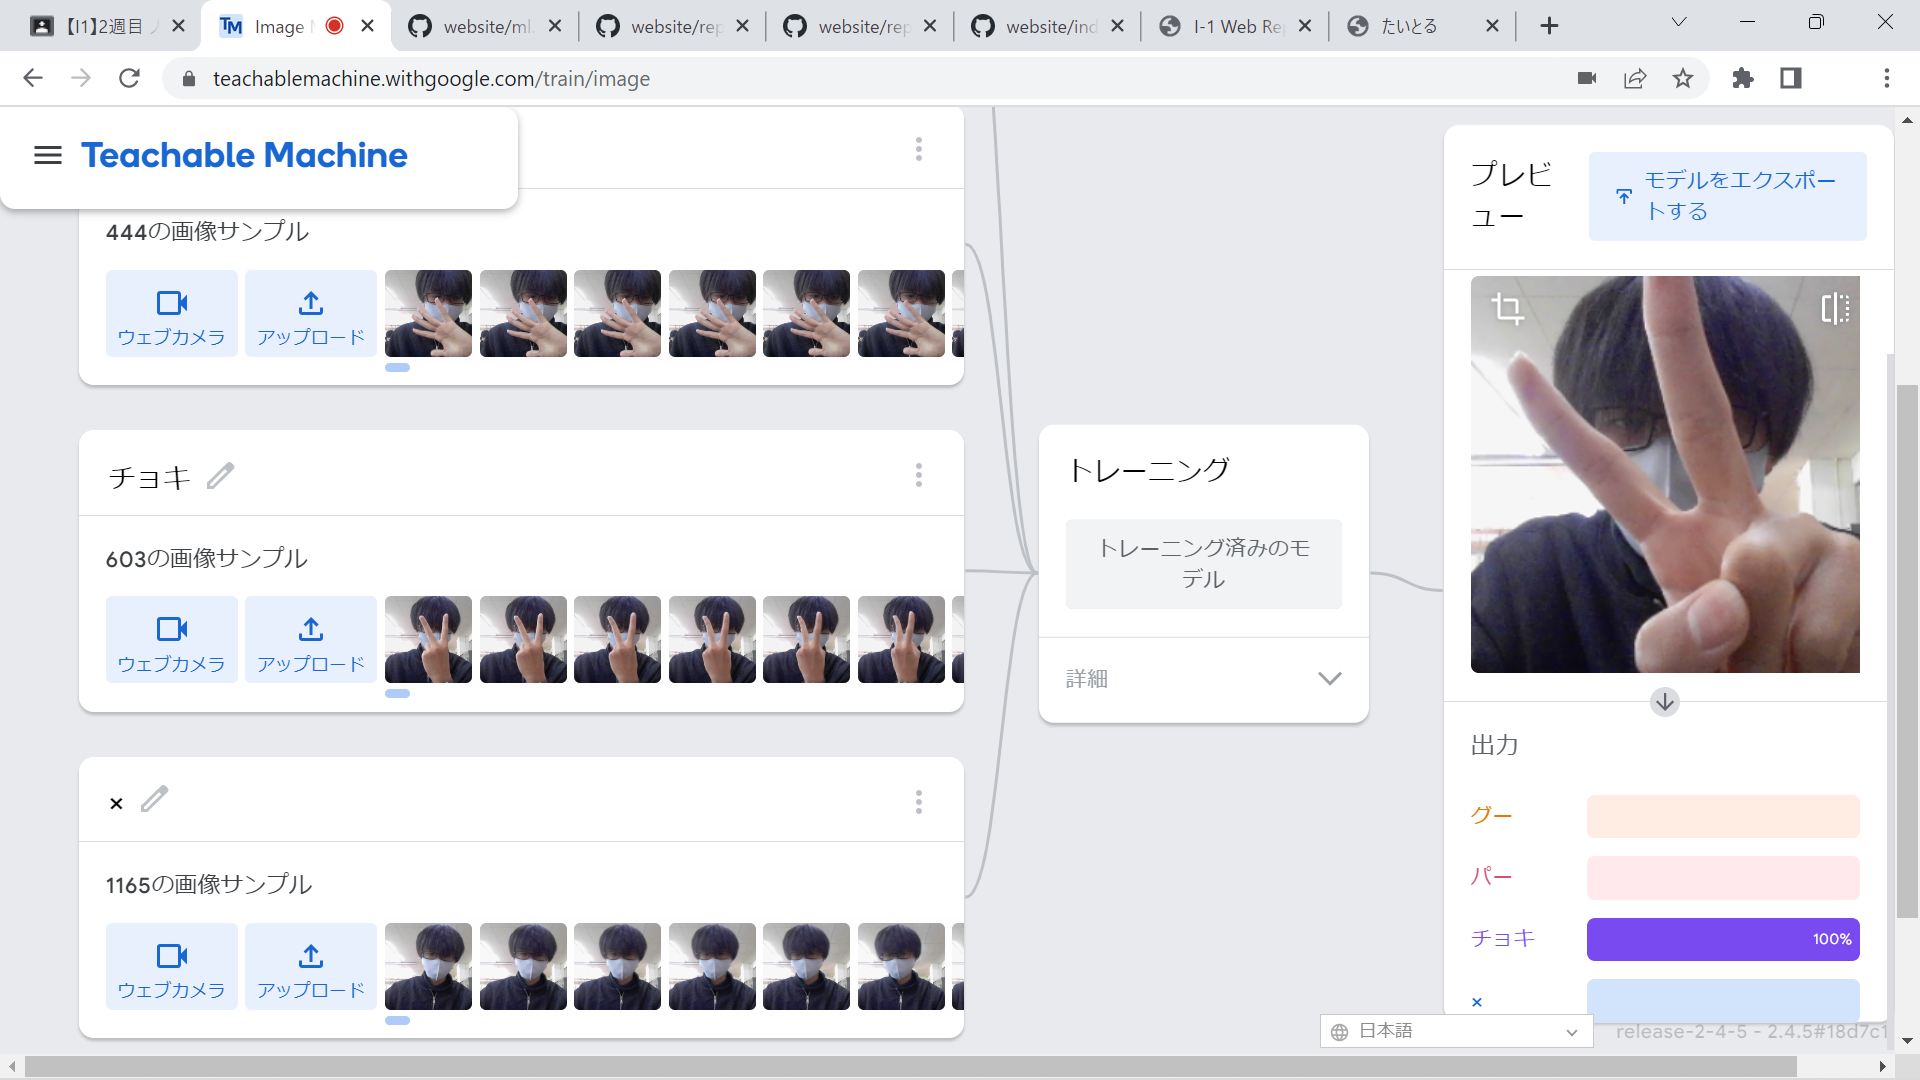 【I1】2週目
Image
website/ml
website/rep
website/rep
website/ind
I-1 Web Re
たいとる
teachablemachine.withgoogle.com/train/image
Teachable Machine
444の画像サンプル
ウェブカメラ
アップロード
チョキ
603の画像サンプル
ウェブカメラ
アップロード
×
1165の画像サンプル
ウェブカメラ
アップロード
トレーニング
トレーニング済みのモ
デル
詳細
プレビ
ュー
モデルをエクスポー
トする
出力
グー
パー
チョキ
100%
×
日本語
release-2-4-5 - 2.4.5#18d7c1